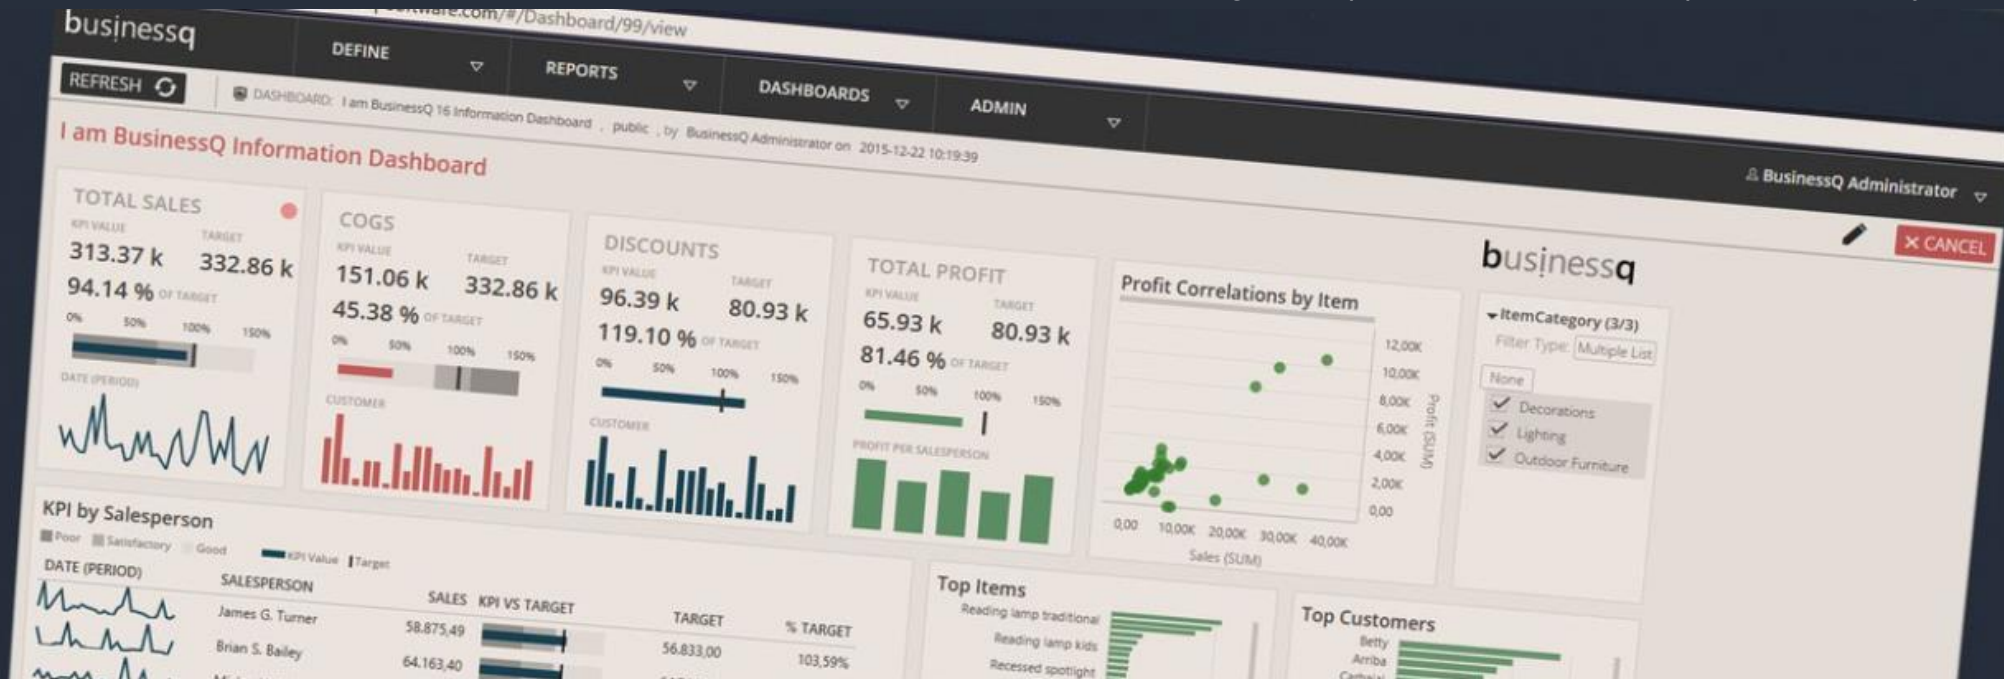 software.com/#/Dashboard/99/view
businessq
DEFINE
REPORTS
DASHBOARDS
ADMIN
BusinessQ Administrator
REFRESH
DASHBOARD: I am BusinessQ 16 Information Dashboard , public , by BusinessQ Administrator on 2015-12-22 10:19:39
X CANCEL
I am BusinessQ Information Dashboard
TOTAL SALES
KPI VALUE TARGET
313.37 k 332.86 k
94.14 % OF TARGET
0% 50% 100% 150%
DATE (PERIOD)
COGS
KPI VALUE TARGET
151.06 k 332.86 k
45.38 % OF TARGET
0% 50% 100% 150%
CUSTOMER
DISCOUNTS
KPI VALUE TARGET
96.39 k 80.93 k
119.10 % OF TARGET
0% 50% 100% 150%
CUSTOMER
TOTAL PROFIT
KPI VALUE TARGET
65.93 k 80.93 k
81.46 % OF TARGET
0% 50% 100% 150%
PROFIT PER SALESPERSON
Profit Correlations by Item
12,00K
10,00K
8,00K
6,00K
4,00K
2,00K
0,00
Profit (SUM)
0,00 10,00K 20,00K 30,00K 40,00K
Sales (SUM)
businessq
ItemCategory (3/3)
Filter Type: Multiple List
None
Decorations
Lighting
Outdoor Furniture
KPI by Salesperson
Poor Satisfactory Good KPI Value Target
DATE (PERIOD) SALESPERSON SALES KPI VS TARGET TARGET % TARGET
James G. Turner 58.875,49 56.833,00 103,59%
Brian S. Bailey 64.163,40
Top Items
Reading lamp traditional
Reading lamp kids
Recessed spotlight
Top Customers
Betty
Arriba